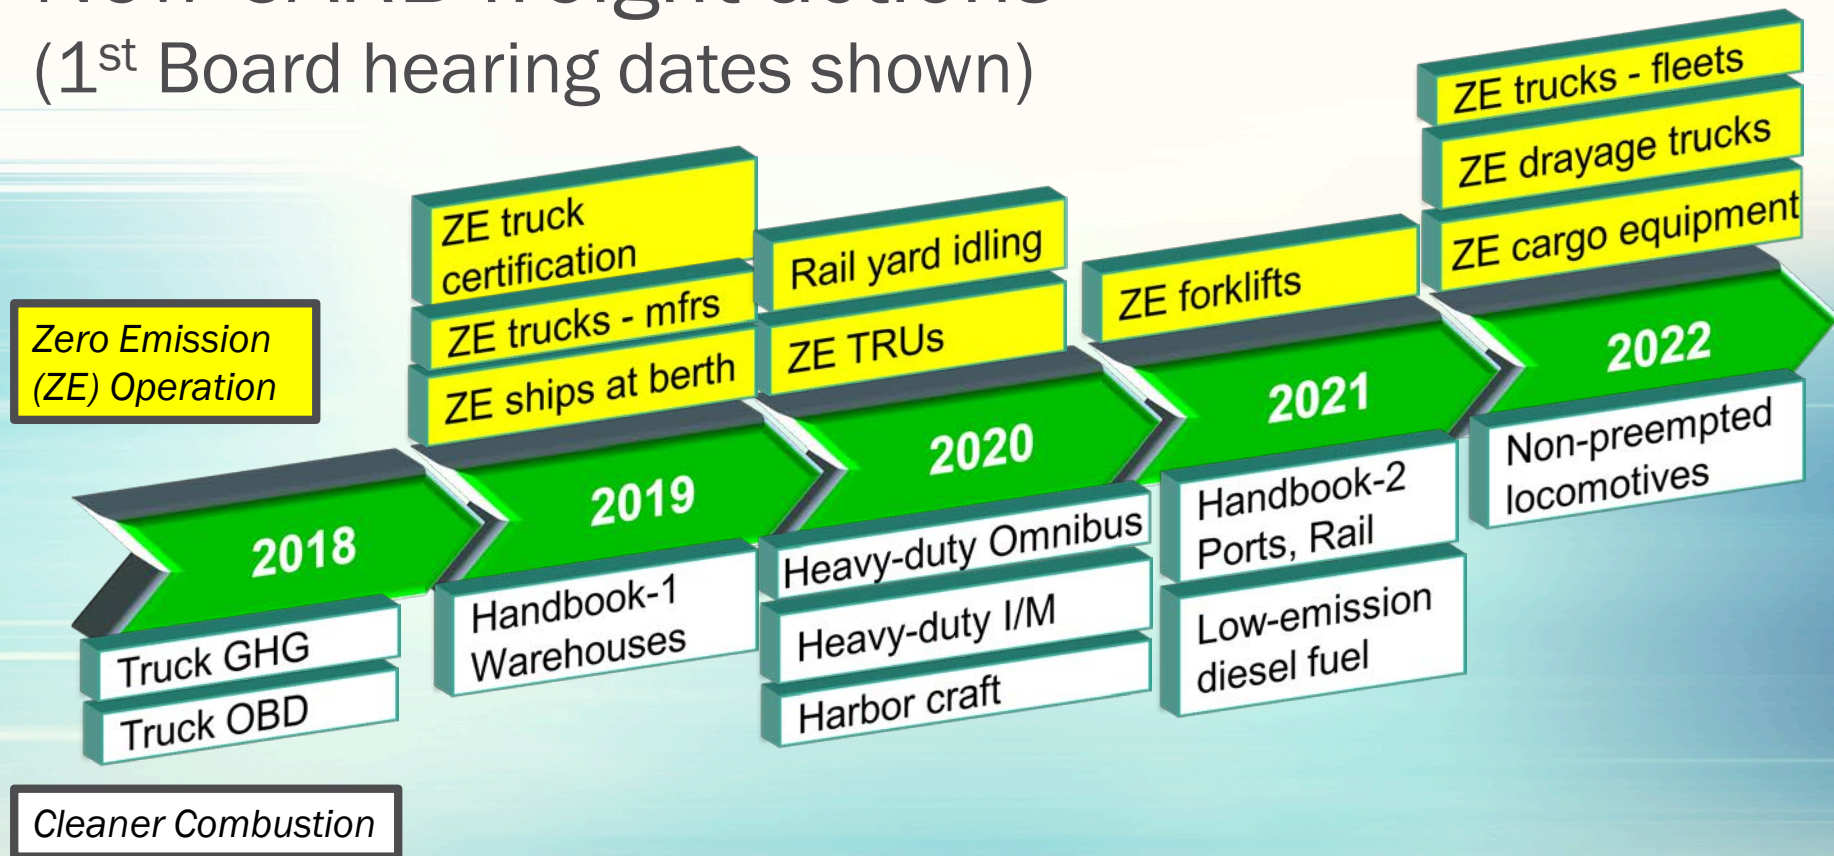 (1st Board hearing dates shown)
ZE trucks - fleets
ZE drayage trucks
ZE cargo equipment
ZE truck
certification
ZE trucks - mfrs
ZE ships at berth
Rail yard idling
ZE TRUs
ZE forklifts
Zero Emission
(ZE) Operation
2018
2019
2020
2021
2022
Truck GHG
Truck OBD
Handbook-1
Warehouses
Heavy-duty Omnibus
Heavy-duty I/M
Harbor craft
Handbook-2
Ports, Rail
Low-emission
diesel fuel
Non-preempted
locomotives
Cleaner Combustion